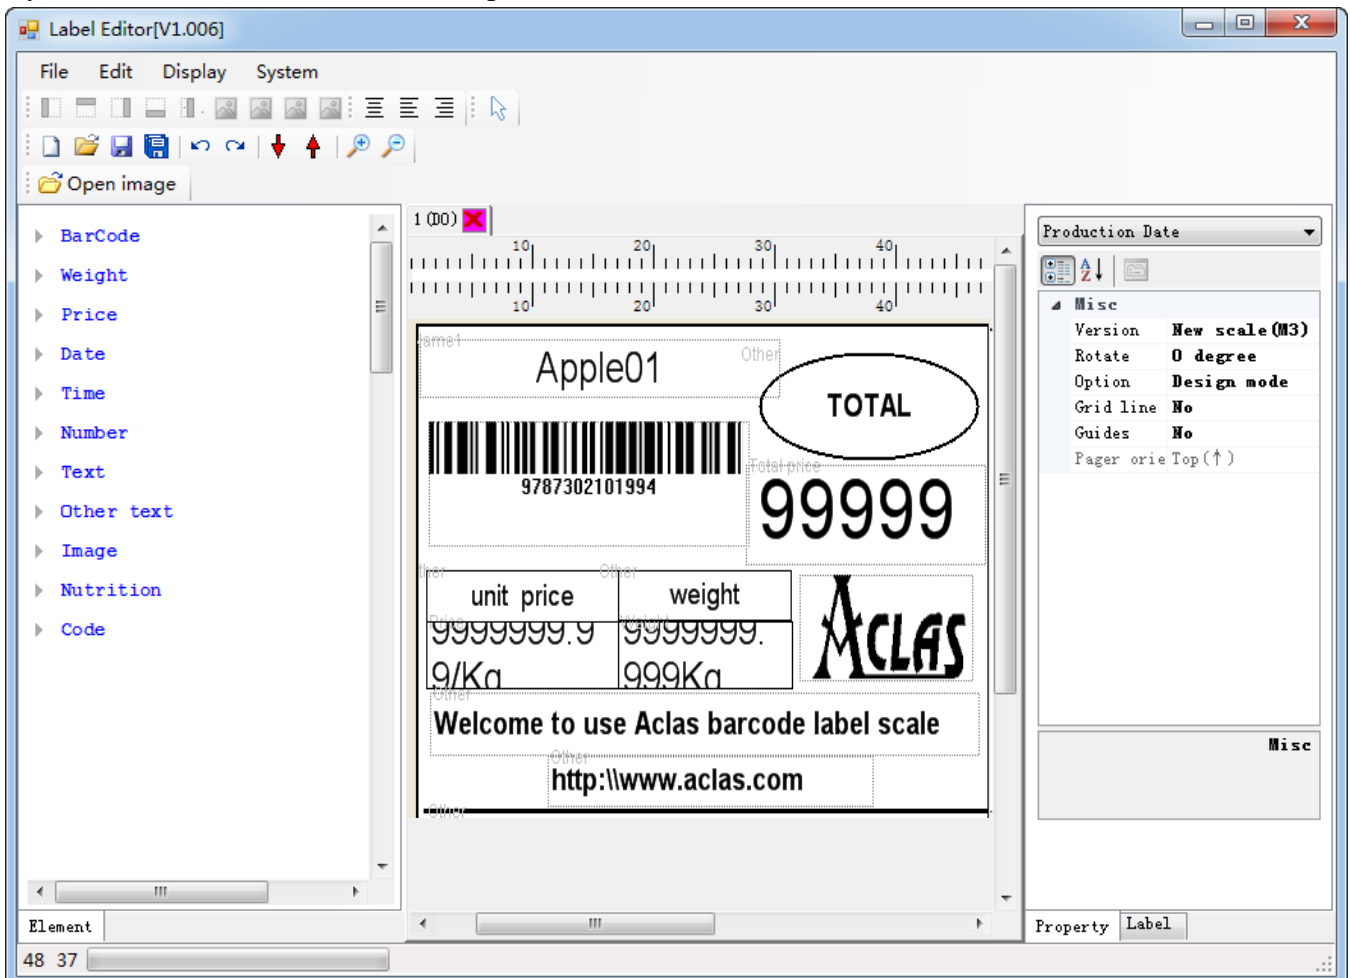 Label Editor[V1.006]
File Edit Display System
Open image
BarCode
Weight
Price
Date
Time
Number
Text
Other text
Image
Nutrition
Code
Element
48 37
1(D0)
10 20 30 40
10 20 30 40
Name1
Apple01
Other
TOTAL
9787302101994
Total price
99999
Other
unit price
weight
Price
9999999.9
9/Kg
Weight
9999999.
999Kg
ACLAS
Other
Welcome to use Aclas barcode label scale
Other
http:\\www.aclas.com
Other
Production Date
Misc
Version New scale(M3)
Rotate 0 degree
Option Design mode
Grid line No
Guides No
Pager orie Top(↑)
Misc
Property Label